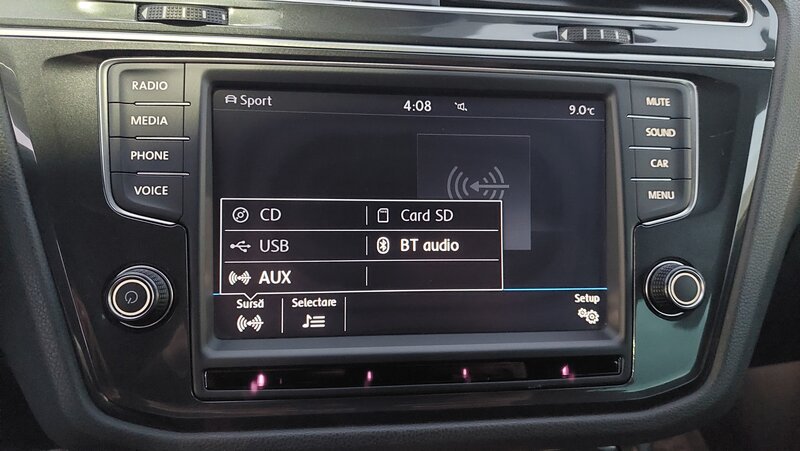 RADIO
MEDIA
PHONE
VOICE
Sport
4:08
9.0°C
CD
Card SD
USB
BT audio
AUX
Sursă
Selectare
Setup
MUTE
SOUND
CAR
MENU